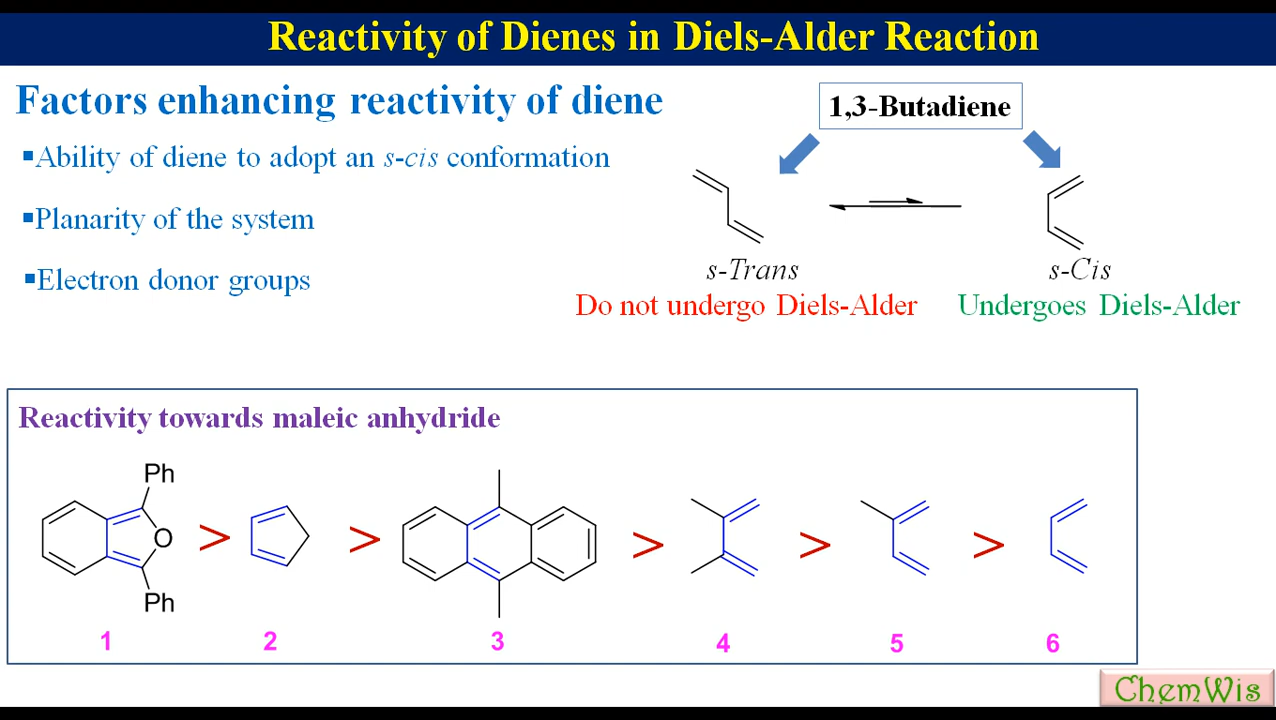 Reactivity of Dienes in Diels-Alder Reaction
Factors enhancing reactivity of diene
▪Ability of diene to adopt an s-cis conformation
▪Planarity of the system
▪Electron donor groups
1,3-Butadiene
s-Trans
s-Cis
Do not undergo Diels-Alder
Undergoes Diels-Alder
Reactivity towards maleic anhydride
Ph
O
Ph
> > > > >
1 2 3 4 5 6
ChemWis